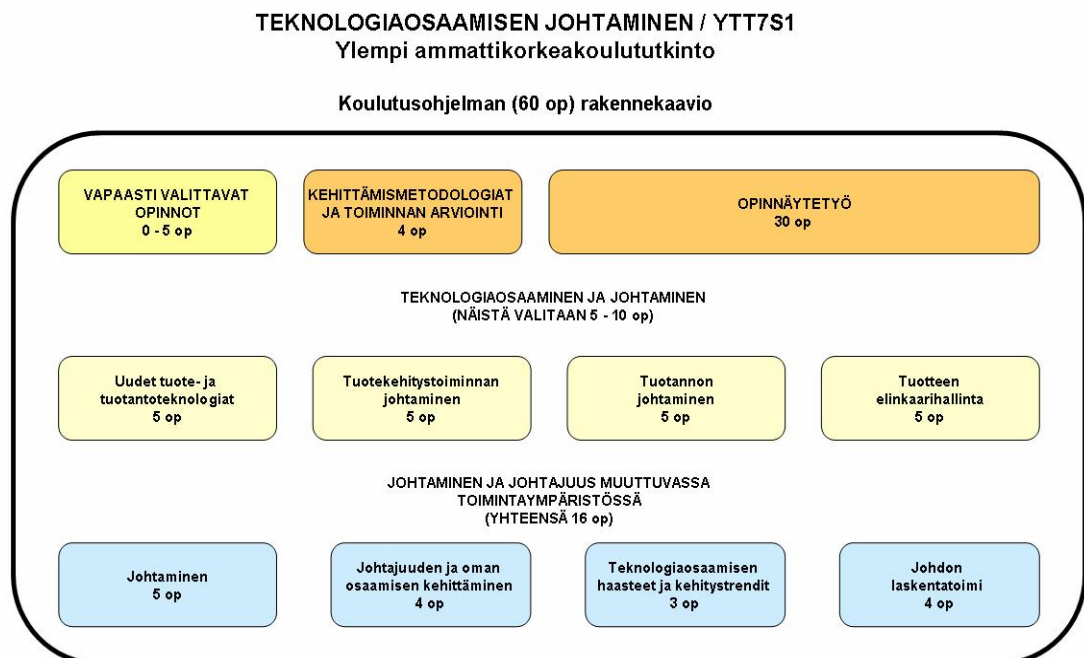 TEKNOLOGIAOSAAMISEN JOHTAMINEN / YTT7S1
Ylempi ammattikorkeakoulututkinto
Koulutusohjelman (60 op) rakennekaavio
VAPAASTI VALITTAVAT
OPINNOT
0 - 5 op
KEHITTÄMISMETODOLOGIAT
JA TOIMINNAN ARVIOINTI
4 op
OPINNÄYTETYÖ
30 op
TEKNOLOGIAOSAAMINEN JA JOHTAMINEN
(NÄISTÄ VALITAAN 5 - 10 op)
Uudet tuote- ja
tuotantoteknologiat
5 op
Tuotekehitystoiminnan
johtaminen
5 op
Tuotannon
johtaminen
5 op
Tuotteen
elinkaarihallinta
5 op
JOHTAMINEN JA JOHTAJUUS MUUTTUVASSA
TOIMINTAYMPÄRISTÖSSÄ
(YHTEENSÄ 16 op)
Johtaminen
5 op
Johtajuuden ja oman
osaamisen kehittäminen
4 op
Teknologiaosaamisen
haasteet ja kehitystrendit
3 op
Johdon
laskentatoimi
4 op